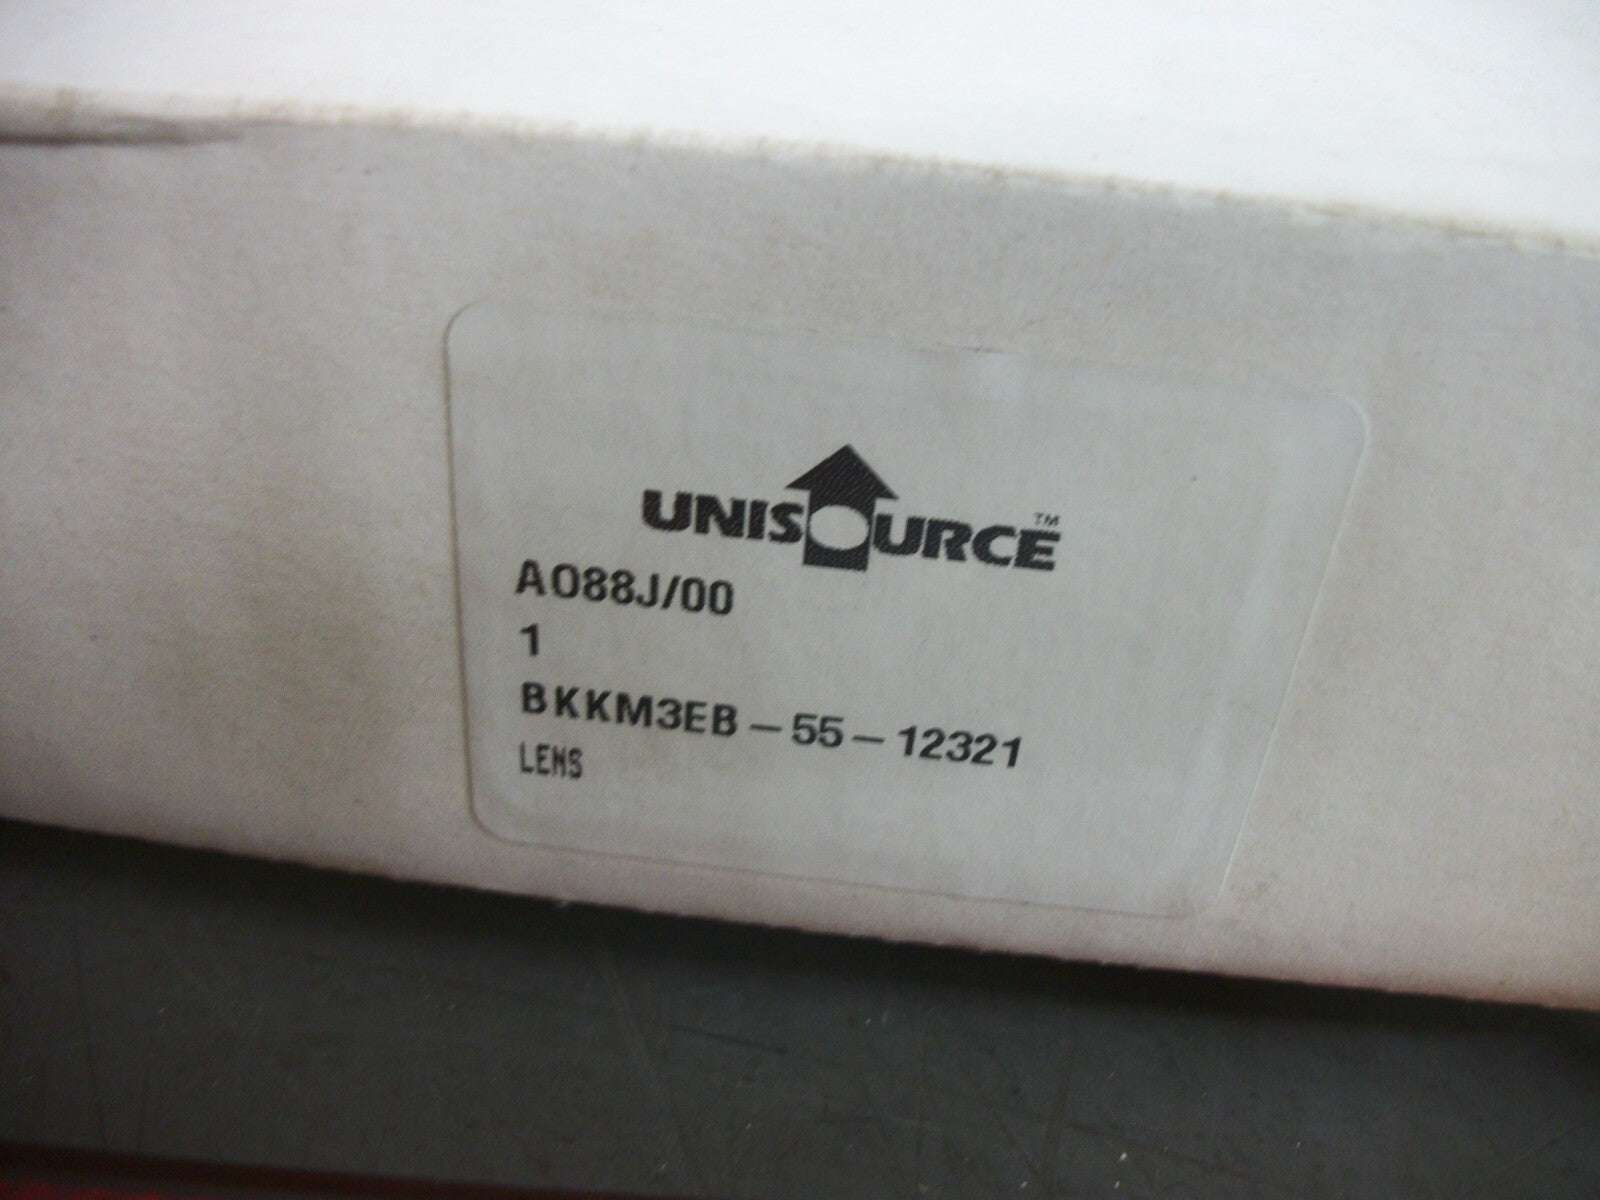 UNISOURCE™
A088J/00
1
BKKM3EB-55-12321
LENS